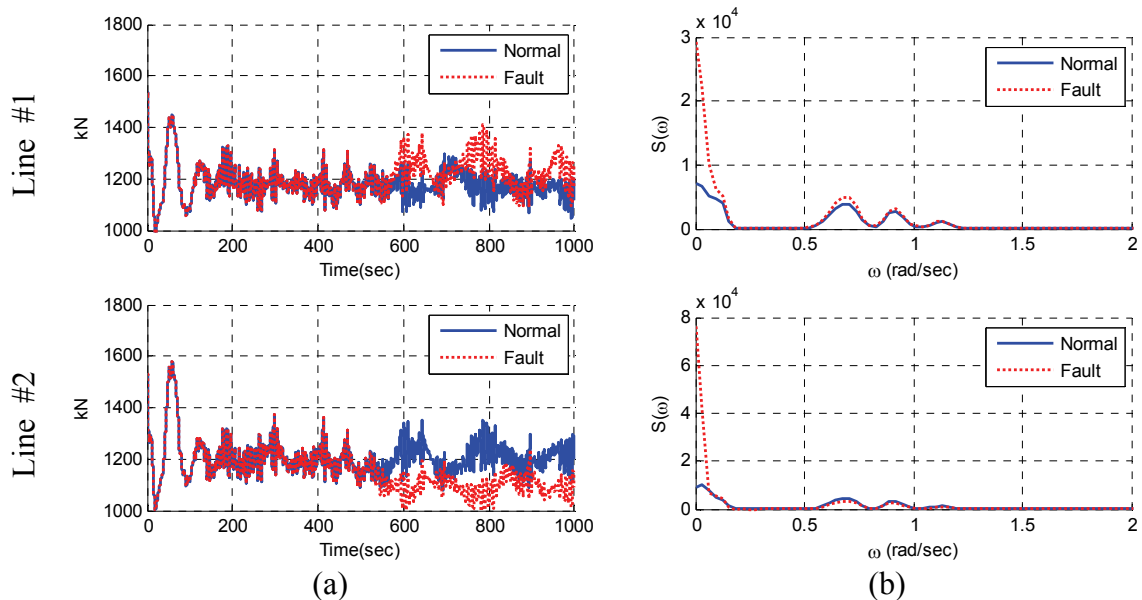 Line #1
1800
1600
1400
1200
1000
kN
0
200
400
600
800
1000
Time(sec)
Normal
Fault
x 10^4
3
2
1
0
S(ω)
0
0.5
1
1.5
2
ω (rad/sec)
Normal
Fault
Line #2
1800
1600
1400
1200
1000
kN
0
200
400
600
800
1000
Time(sec)
Normal
Fault
x 10^4
8
6
4
2
0
S(ω)
0
0.5
1
1.5
2
ω (rad/sec)
Normal
Fault
(a)
(b)